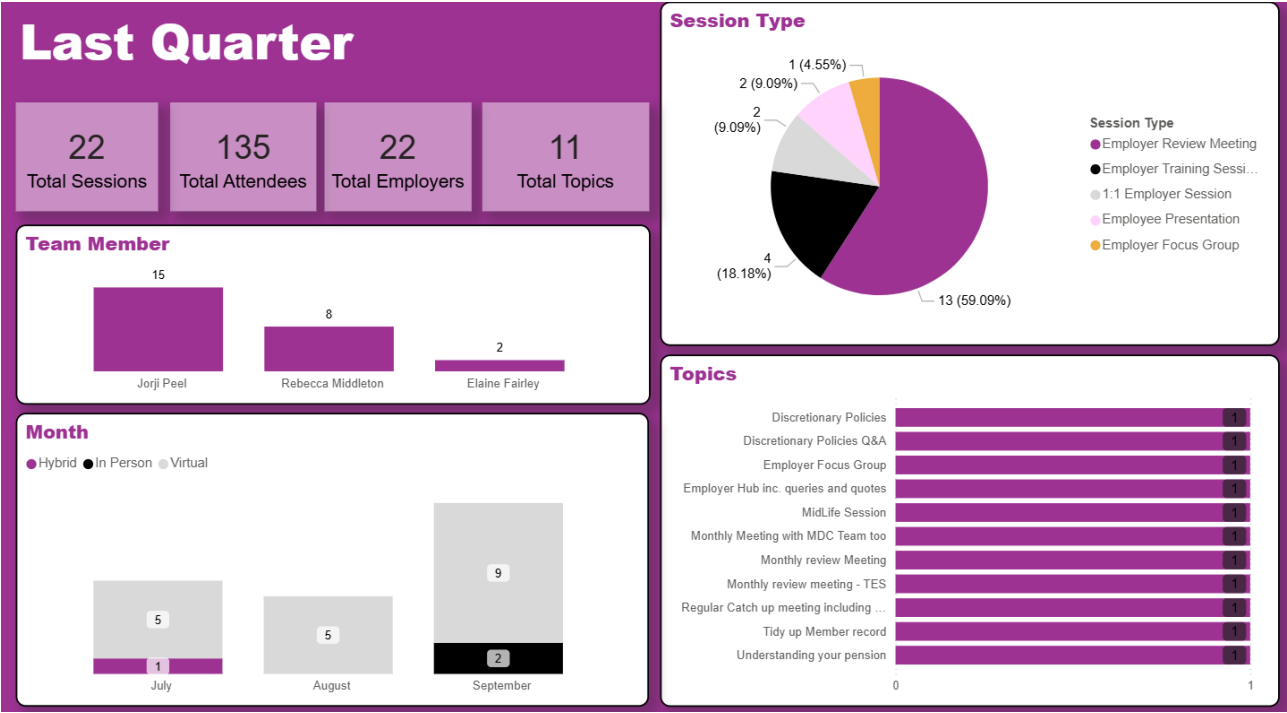 Last Quarter
22
Total Sessions
135
Total Attendees
22
Total Employers
11
Total Topics
Team Member
15
8
2
Jorji Peel
Rebecca Middleton
Elaine Fairley
Month
Hybrid In Person Virtual
5
1
5
9
2
July
August
September
Session Type
1 (4.55%)
2 (9.09%)
2
(9.09%)
4
(18.18%)
13 (59.09%)
Session Type
Employer Review Meeting
Employer Training Sessi...
1:1 Employer Session
Employee Presentation
Employer Focus Group
Topics
Discretionary Policies 1
Discretionary Policies Q&A 1
Employer Focus Group 1
Employer Hub inc. queries and quotes 1
MidLife Session 1
Monthly Meeting with MDC Team too 1
Monthly review Meeting 1
Monthly review meeting - TES 1
Regular Catch up meeting including ... 1
Tidy up Member record 1
Understanding your pension 1
0 1